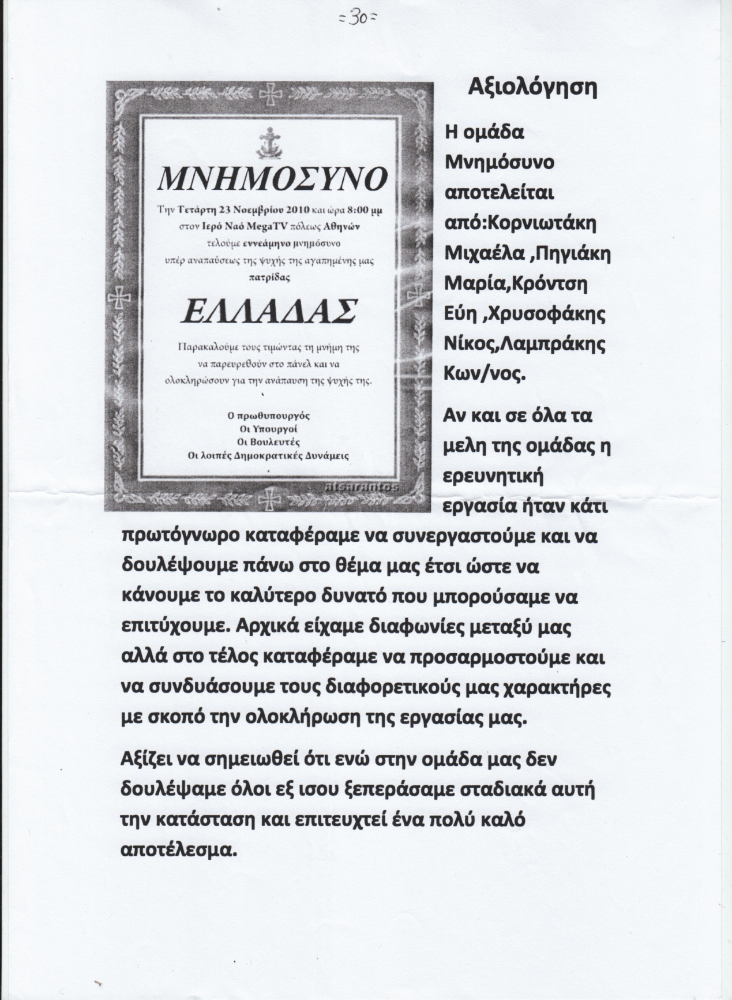 =30=
ΜΝΗΜΟΣΥΝΟ
Την Τετάρτη 23 Νοεμβρίου 2010 και ώρα 8:00 μμ
στον Ιερό Ναό MegaTV πόλεως Αθηνών
τελούμε εννεάμηνο μνημόσυνο
υπέρ αναπαύσεως της ψυχής της αγαπημένης μας
πατρίδας
ΕΛΛΑΔΑΣ
Παρακαλούμε τους τιμώντας τη μνήμη της
να παρευρεθούν στο πάνελ και να
ολοκληρώσουν για την ανάπαυση της ψυχής της.
Ο πρωθυπουργός
Οι Υπουργοί
Οι Βουλευτές
Οι λοιπές Δημοκρατικές Δυνάμεις
atsarantos
Αξιολόγηση
Η ομάδα
Μνημόσυνο
αποτελείται
από:Κορνιωτάκη
Μιχαέλα ,Πηγιάκη
Μαρία,Κρόντση
Εύη ,Χρυσοφάκης
Νίκος,Λαμπράκης
Κων/νος.
Αν και σε όλα τα
μελη της ομάδας η
ερευνητική
εργασία ήταν κάτι
πρωτόγνωρο καταφέραμε να συνεργαστούμε και να
δουλέψουμε πάνω στο θέμα μας έτσι ώστε να
κάνουμε το καλύτερο δυνατό που μπορούσαμε να
επιτύχουμε. Αρχικά είχαμε διαφωνίες μεταξύ μας
αλλά στο τέλος καταφέραμε να προσαρμοστούμε και
να συνδυάσουμε τους διαφορετικούς μας χαρακτήρες
με σκοπό την ολοκλήρωση της εργασίας μας.
Αξίζει να σημειωθεί ότι ενώ στην ομάδα μας δεν
δουλέψαμε όλοι εξ ισου ξεπεράσαμε σταδιακά αυτή
την κατάσταση και επιτευχτεί ένα πολύ καλό
αποτέλεσμα.